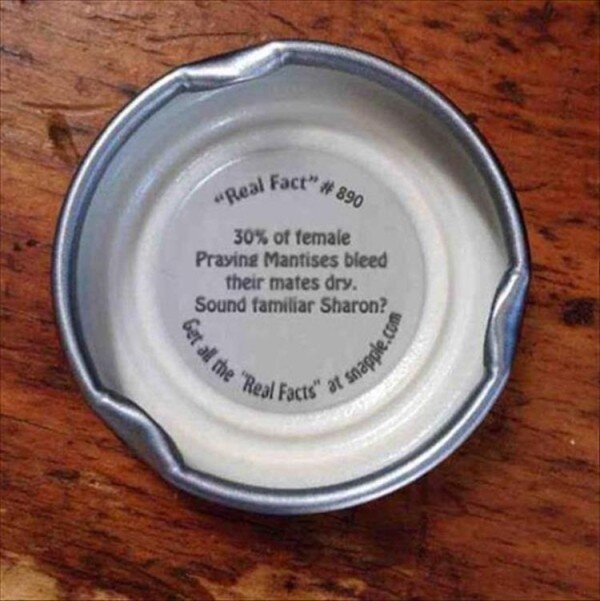 "Real Fact" # 890
30% of female
Praying Mantises bleed
their mates dry.
Sound familiar Sharon?
Get all the "Real Facts" at snapple.com